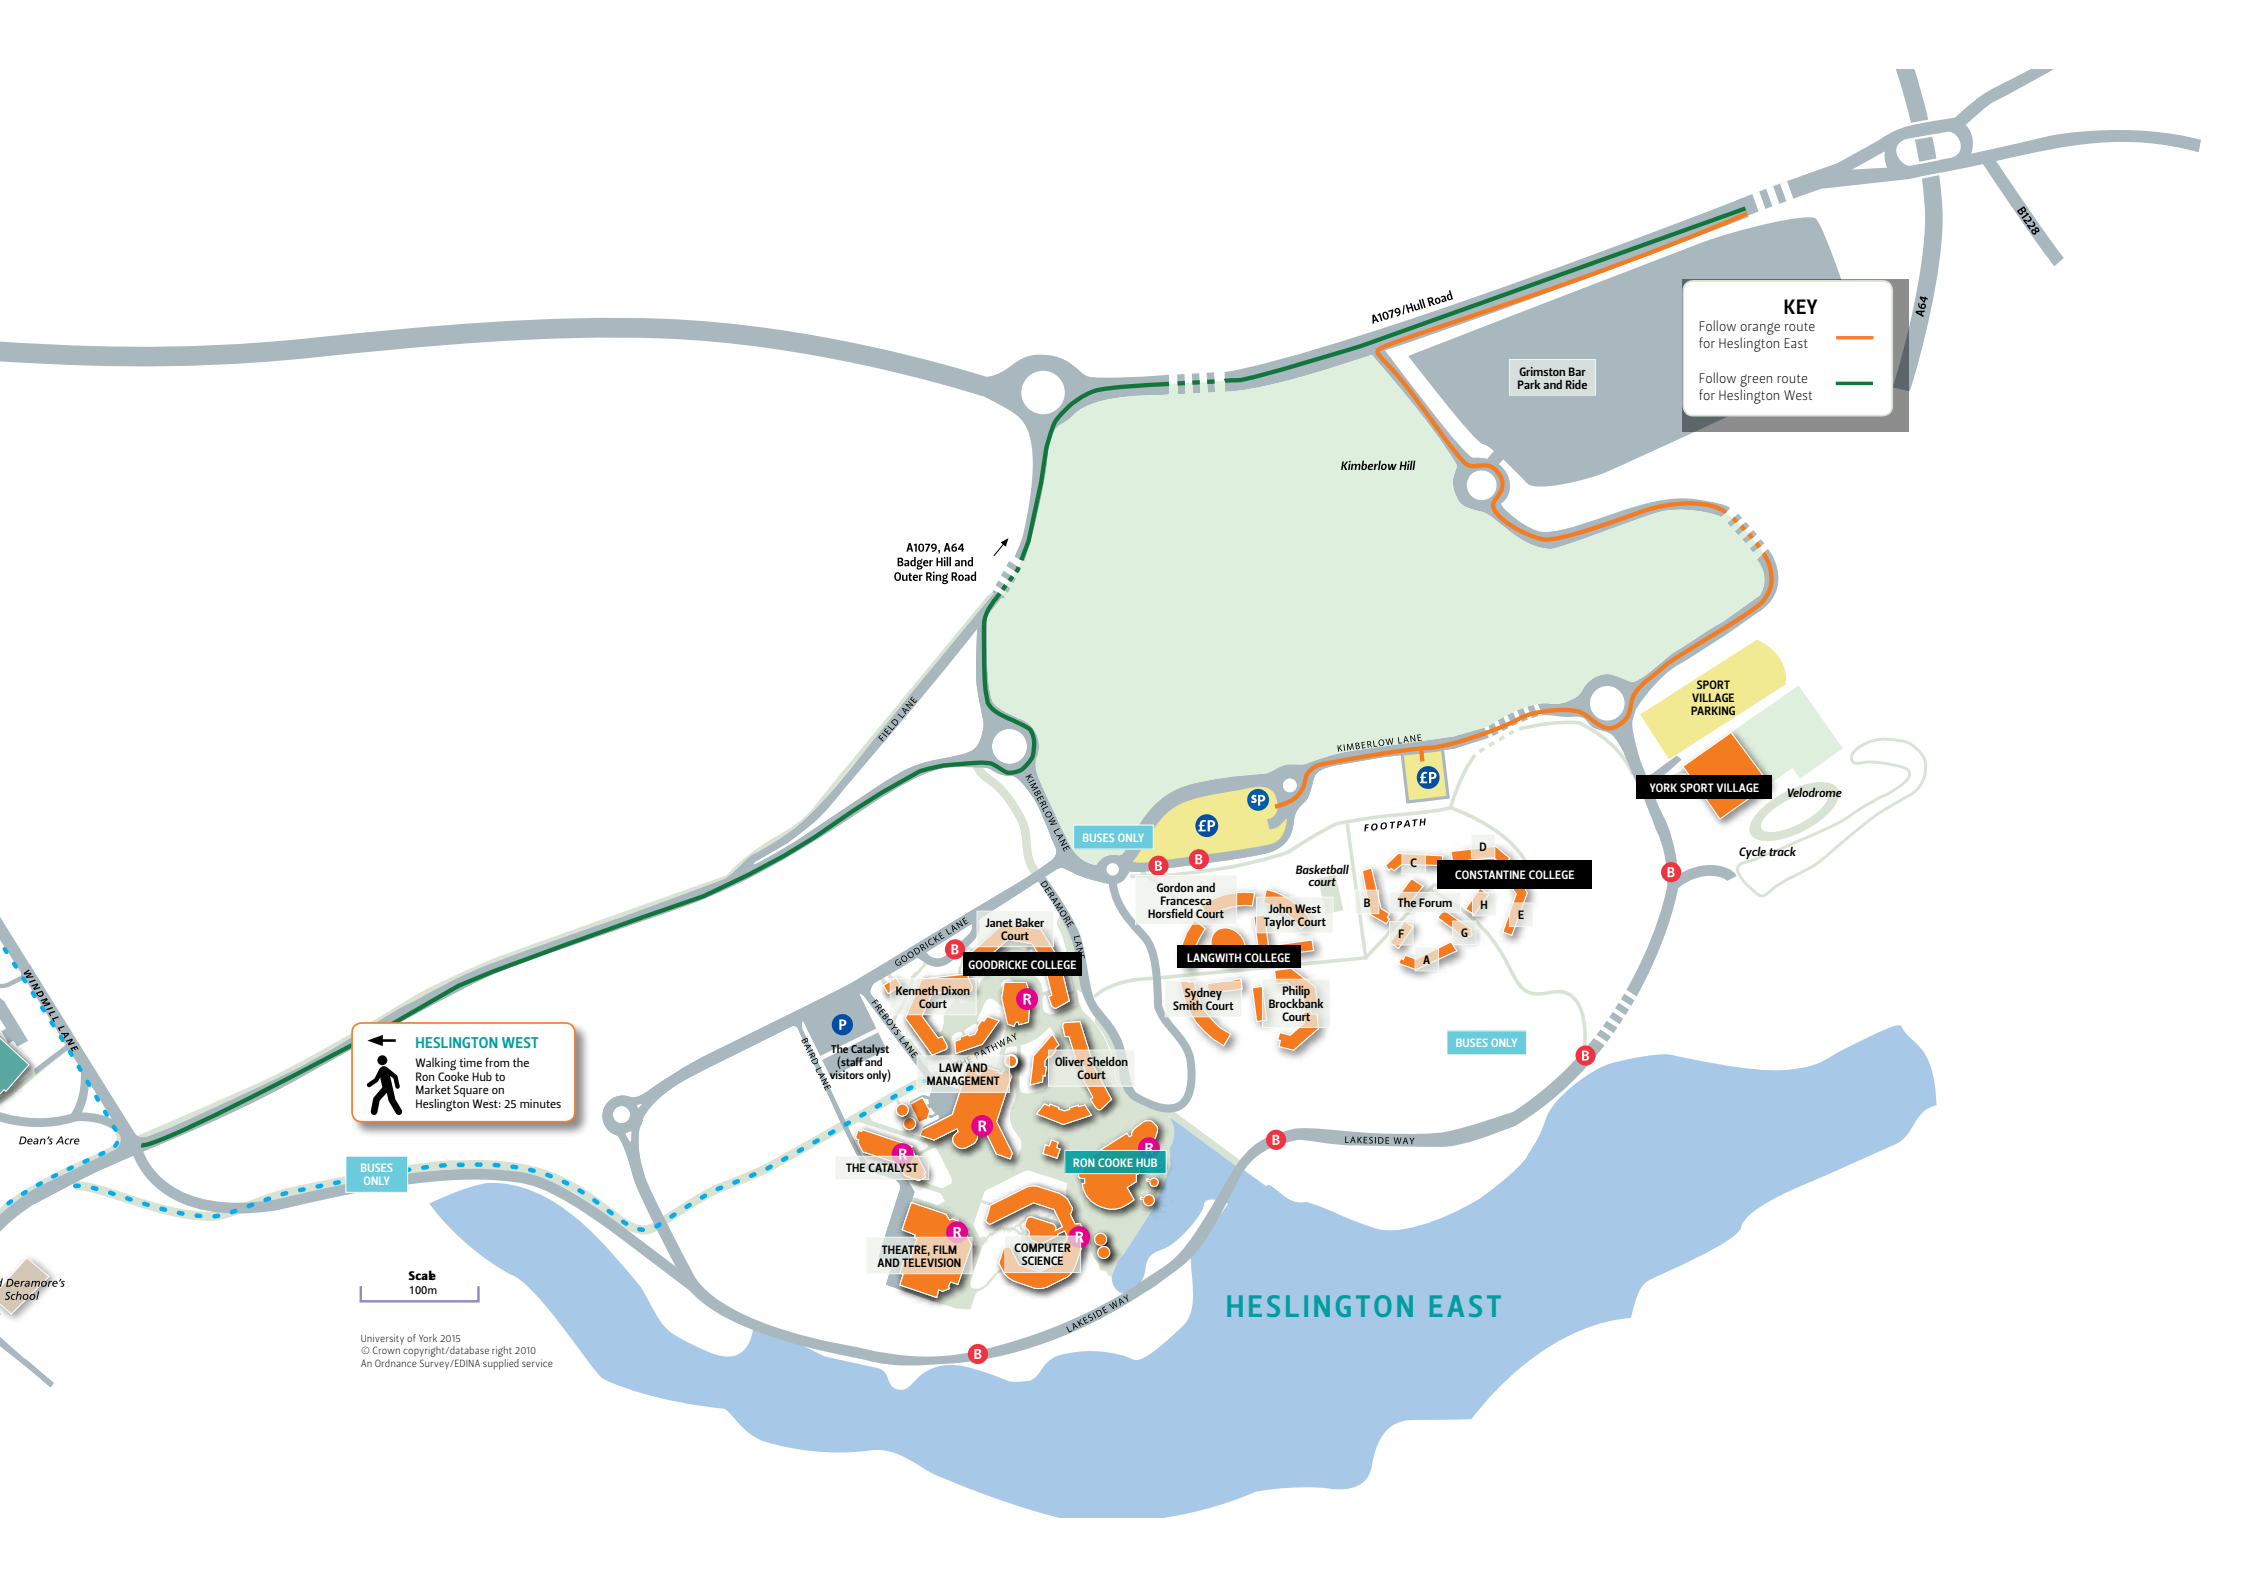 B1228
A64
KEY
Follow orange route
for Heslington East
Follow green route
for Heslington West
A1079/Hull Road
Grimston Bar
Park and Ride
Kimberlow Hill
A1079, A64
Badger Hill and
Outer Ring Road
FIELD LANE
SPORT
VILLAGE
PARKING
KIMBERLOW LANE
£P
YORK SPORT VILLAGE
Velodrome
KIMBERLOW LANE
$P
£P
BUSES ONLY
FOOTPATH
Cycle track
B
B
B
Basketball
court
C
D
CONSTANTINE COLLEGE
Gordon and
Francesca
Horsfield Court
John West
Taylor Court
B
The Forum
H
E
F
G
A
DERAMORE LANE
Janet Baker
Court
GOODRICKE LANE
B
GOODRICKE COLLEGE
LANGWITH COLLEGE
Kenneth Dixon
Court
R
Sydney
Smith Court
Philip
Brockbank
Court
WINDMILL LANE
P
FREBOYS LANE
The Catalyst
(staff and
visitors only)
BAIRD LANE
PATHWAY
LAW AND
MANAGEMENT
Oliver Sheldon
Court
BUSES ONLY
B
HESLINGTON WEST
Walking time from the
Ron Cooke Hub to
Market Square on
Heslington West: 25 minutes
Dean's Acre
R
R
R
B
LAKESIDE WAY
BUSES
ONLY
THE CATALYST
RON COOKE HUB
R
R
THEATRE, FILM
AND TELEVISION
COMPUTER
SCIENCE
Deramore's
School
Scale
100m
LAKESIDE WAY
HESLINGTON EAST
B
University of York 2015
© Crown copyright/database right 2010
An Ordnance Survey/EDINA supplied service